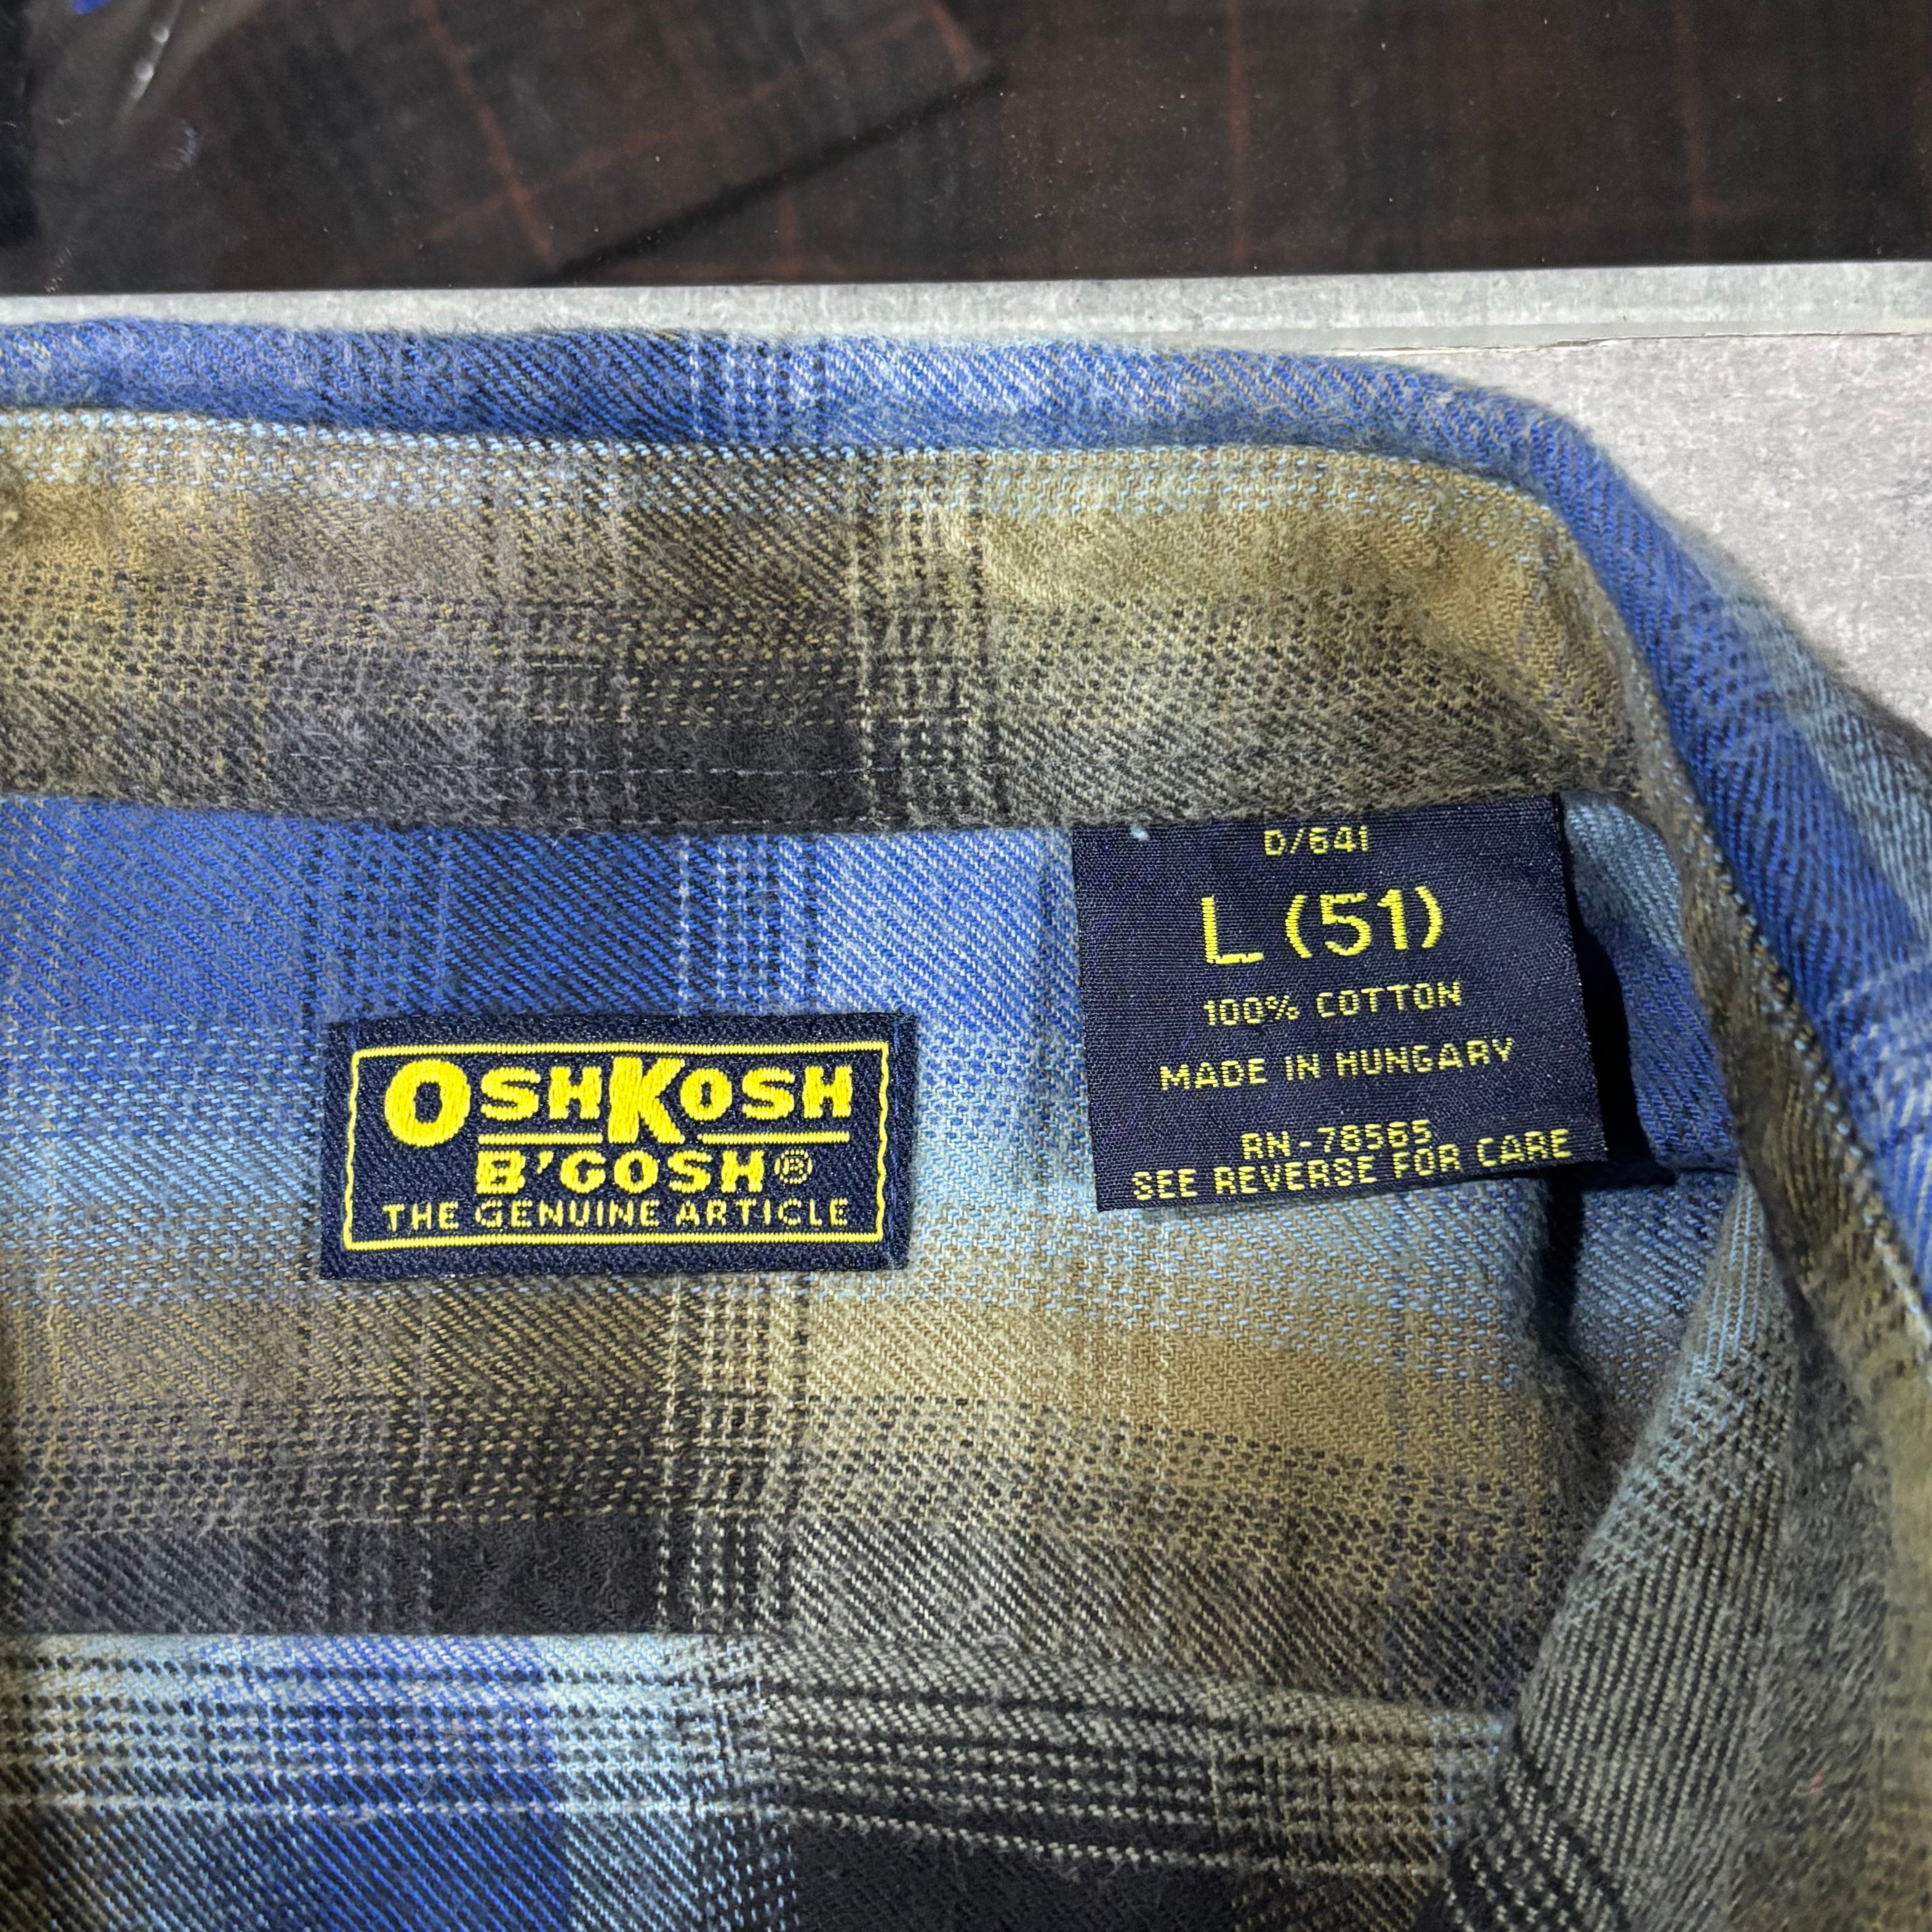 OSHKOSH
B'GOSH®
THE GENUINE ARTICLE
D/641
L (51)
100% COTTON
MADE IN HUNGARY
RN-78565
SEE REVERSE FOR CARE